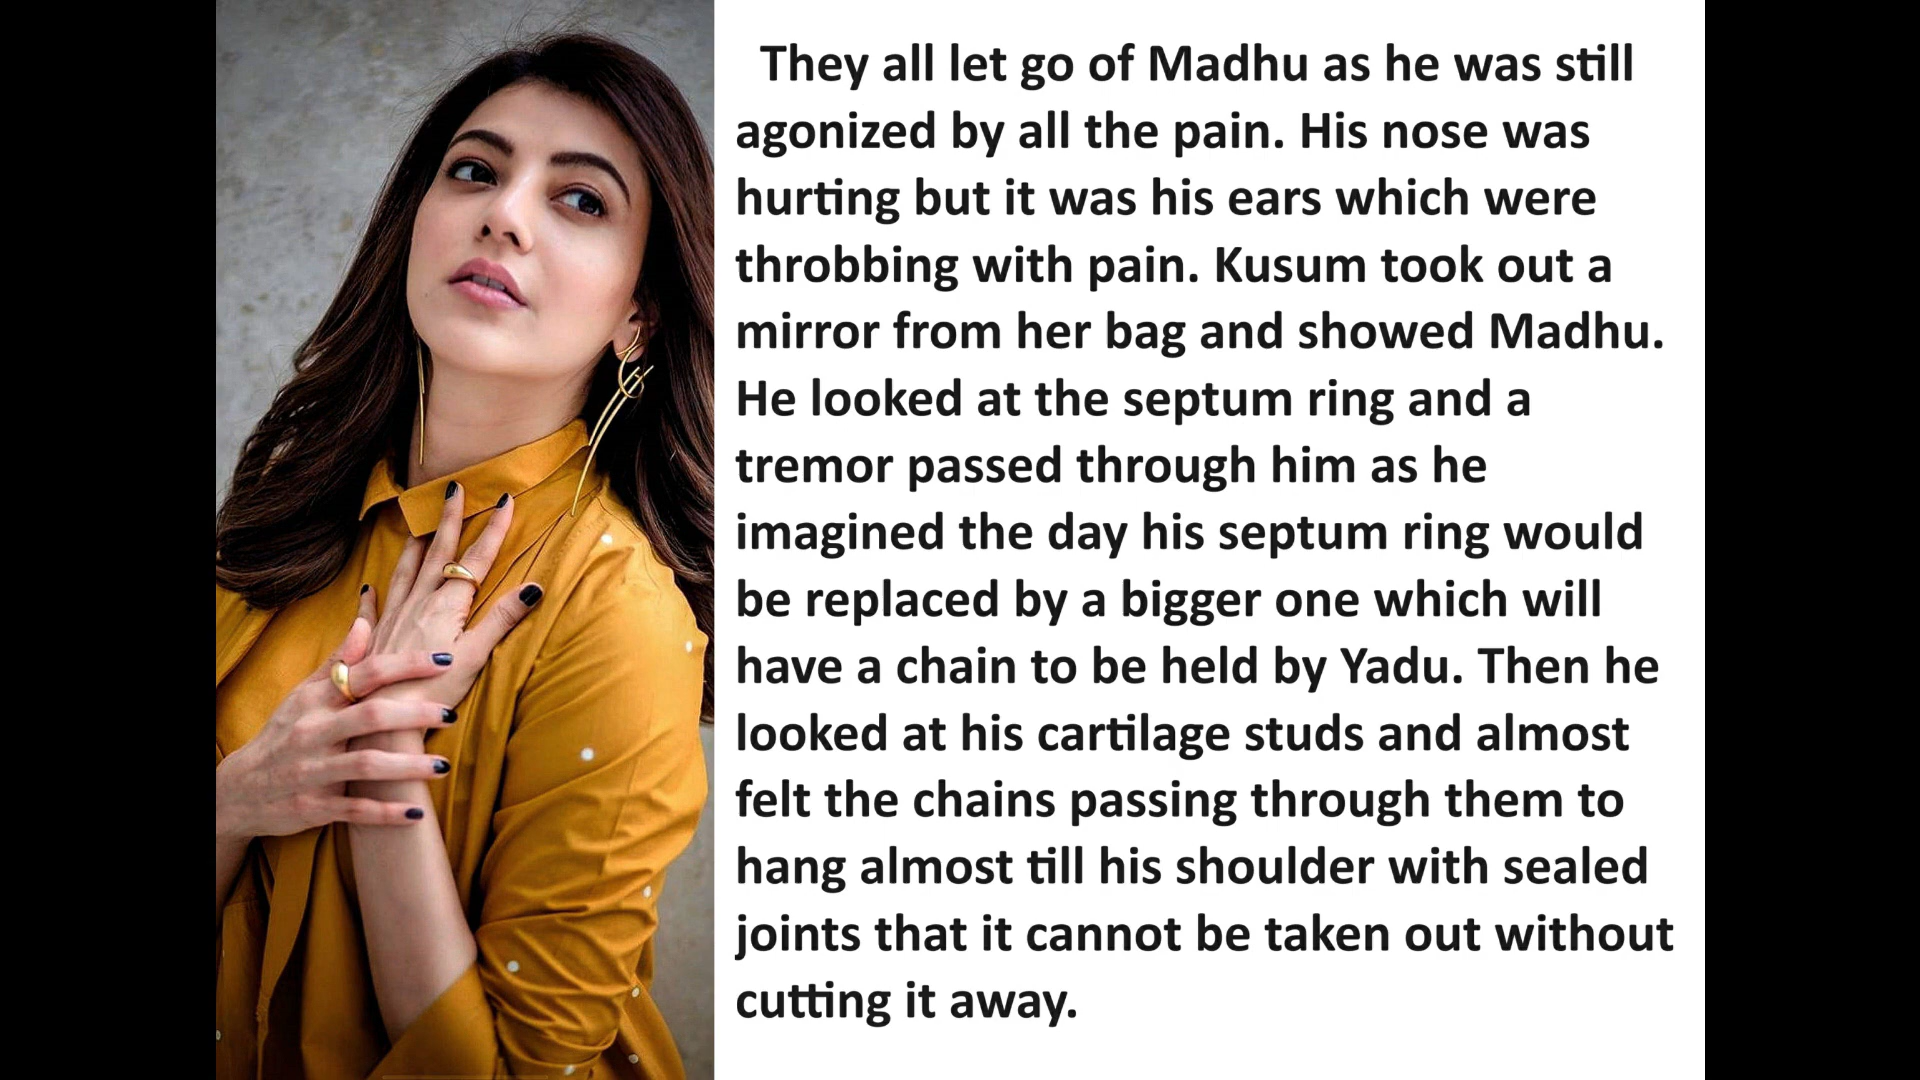 They all let go of Madhu as he was still
agonized by all the pain. His nose was
hurting but it was his ears which were
throbbing with pain. Kusum took out a
mirror from her bag and showed Madhu.
He looked at the septum ring and a
tremor passed through him as he
imagined the day his septum ring would
be replaced by a bigger one which will
have a chain to be held by Yadu. Then he
looked at his cartilage studs and almost
felt the chains passing through them to
hang almost till his shoulder with sealed
joints that it cannot be taken out without
cutting it away.